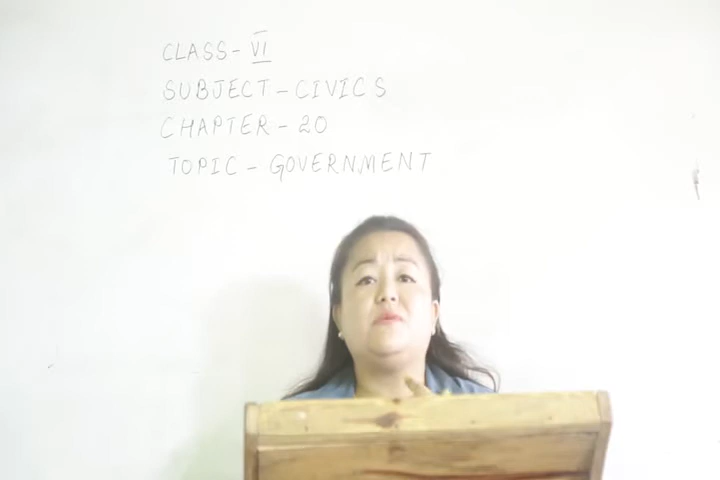 CLASS - VI
SUBJECT - CIVICS
CHAPTER - 20
TOPIC - GOVERNMENT